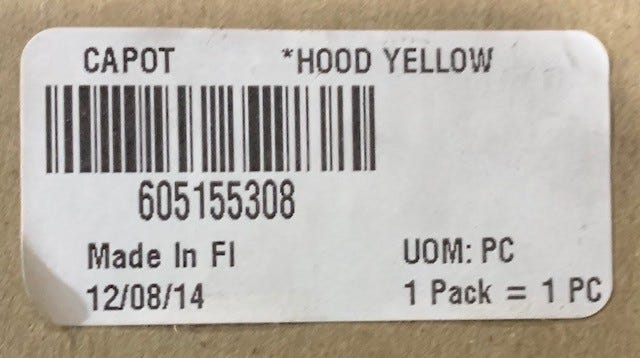 CAPOT *HOOD YELLOW
605155308
Made In FI UOM: PC
12/08/14 1 Pack = 1 PC